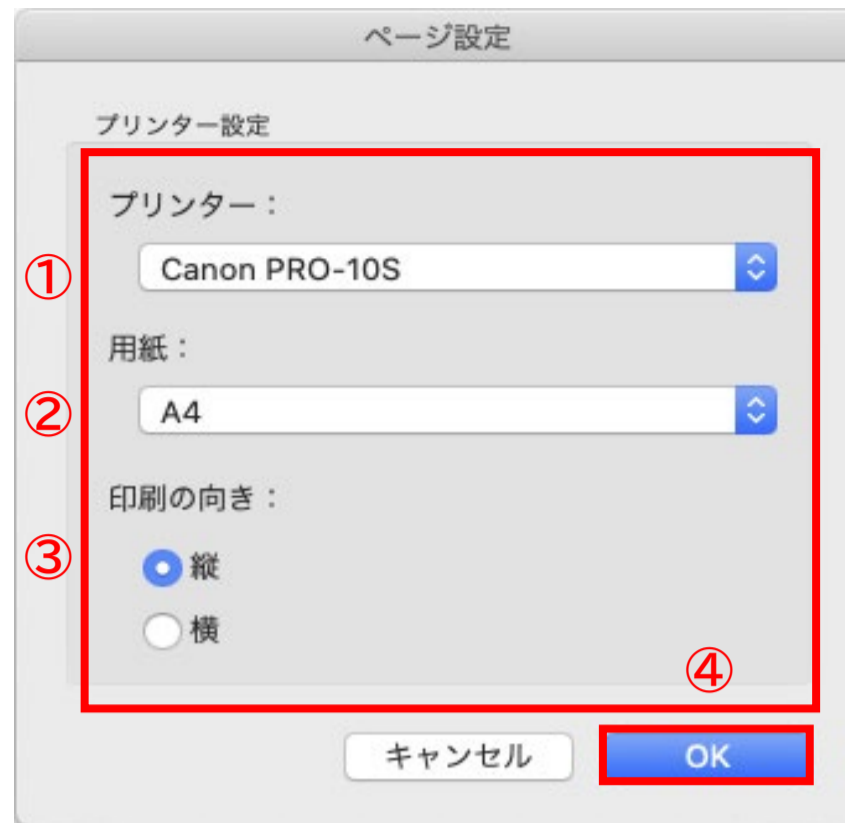 ページ設定
プリンター設定
プリンター：
① Canon PRO-10S
用紙：
② A4
印刷の向き：
③ 縦
横
④
キャンセル OK